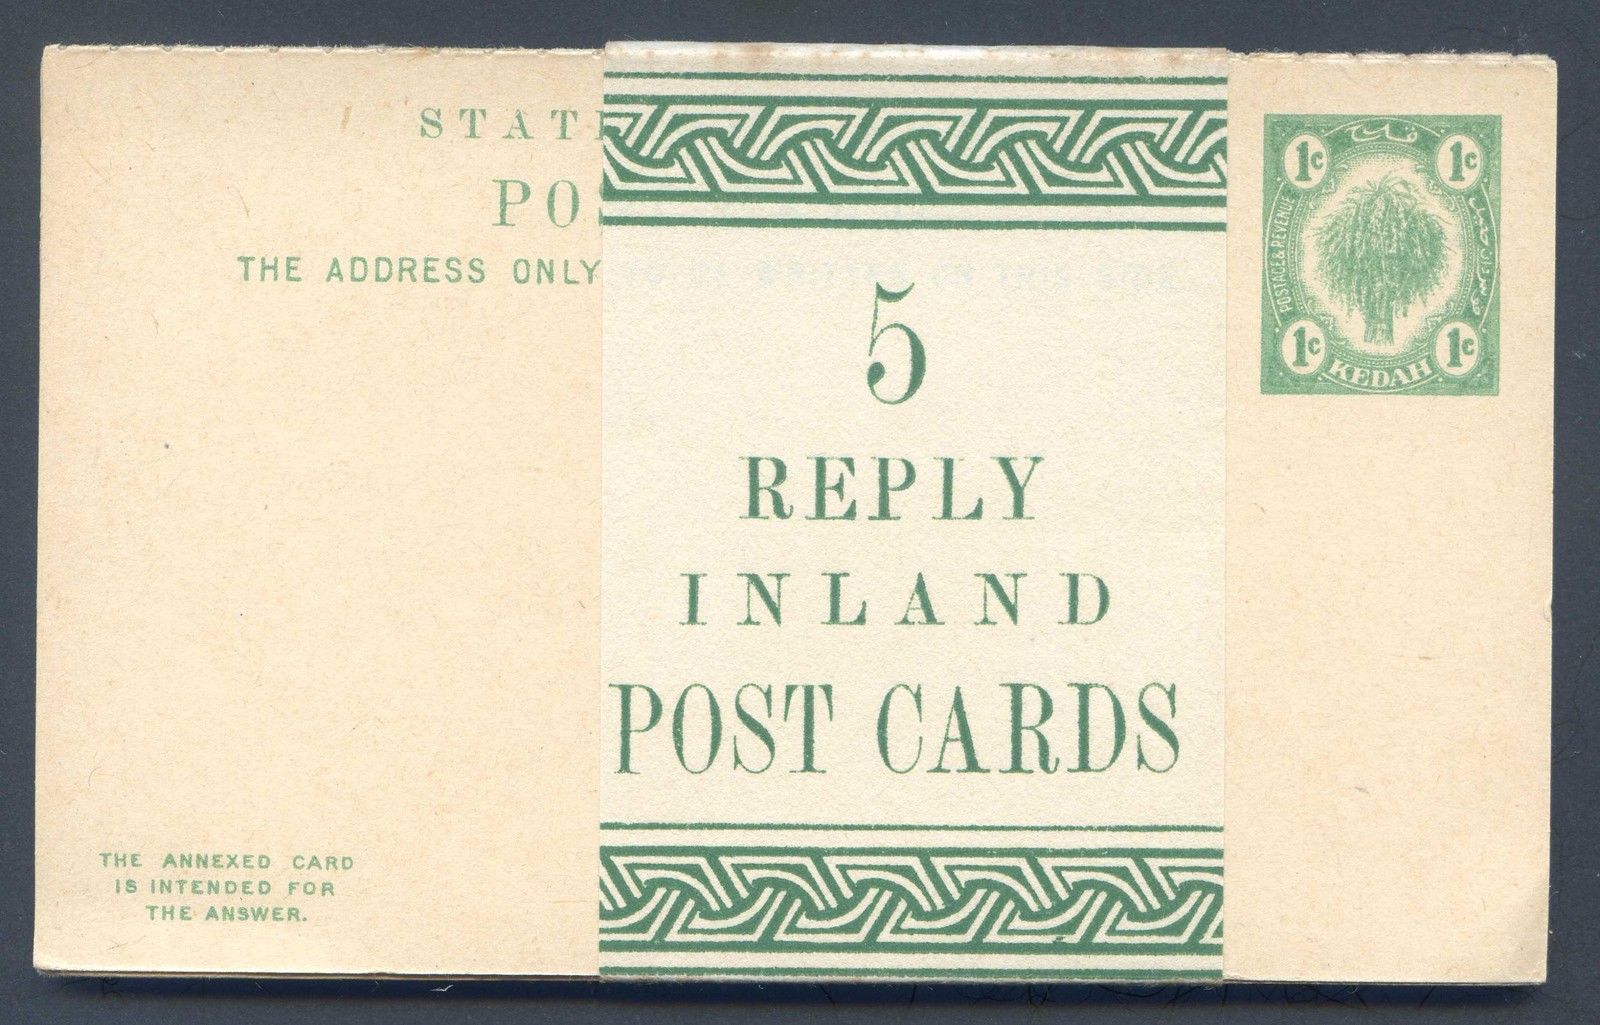 STAT
POS
THE ADDRESS ONLY
5
REPLY
INLAND
POST CARDS
THE ANNEXED CARD
IS INTENDED FOR
THE ANSWER.
1c 1c
POSTAGE & REVENUE
1c 1c
KEDAH